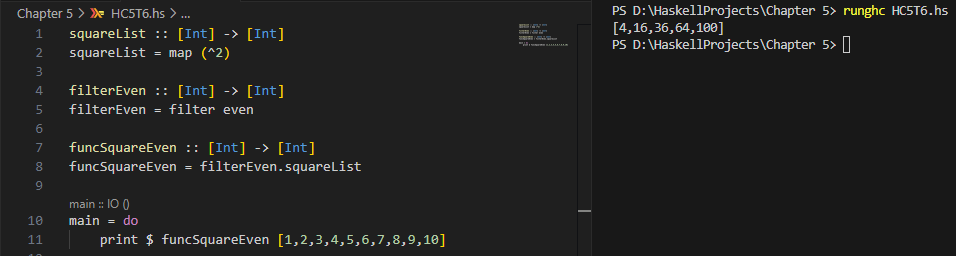 Chapter 5 > HC5T6.hs > ...
1 squareList :: [Int] -> [Int]
2 squareList = map (^2)
3
4 filterEven :: [Int] -> [Int]
5 filterEven = filter even
6
7 funcSquareEven :: [Int] -> [Int]
8 funcSquareEven = filterEven.squareList
9
main :: IO ()
10 main = do
11 print $ funcSquareEven [1,2,3,4,5,6,7,8,9,10]
PS D:\HaskellProjects\Chapter 5> runghc HC5T6.hs
[4,16,36,64,100]
PS D:\HaskellProjects\Chapter 5>